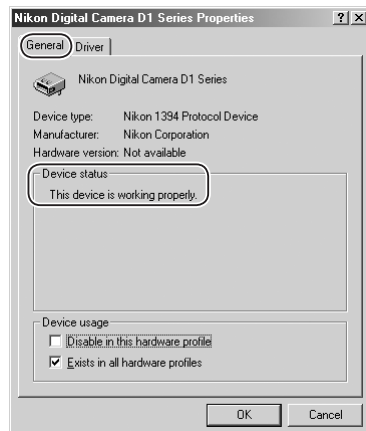 Nikon Digital Camera D1 Series Properties
General Driver
Nikon Digital Camera D1 Series
Device type: Nikon 1394 Protocol Device
Manufacturer: Nikon Corporation
Hardware version: Not available
Device status
This device is working properly.
Device usage
Disable in this hardware profile
Exists in all hardware profiles
OK Cancel